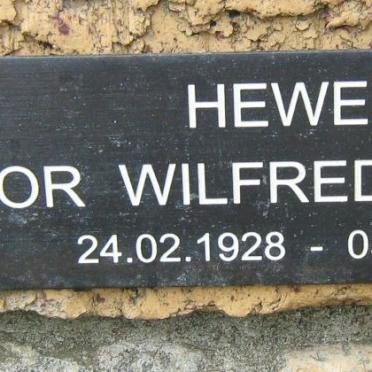 HEWE
OR WILFRED
24.02.1928 - 0